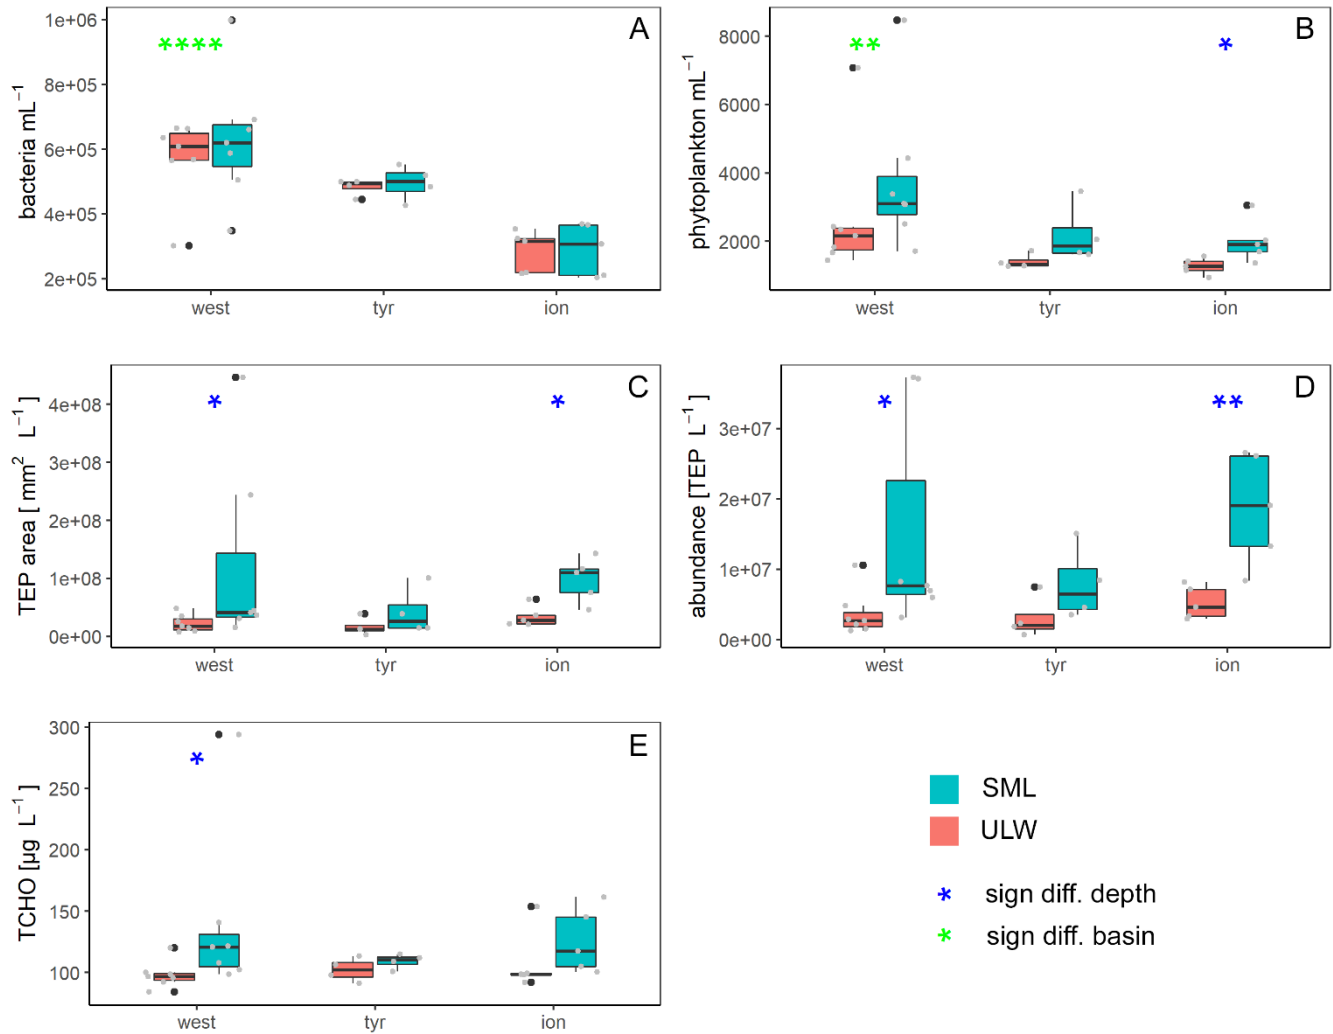 A
bacteria mL⁻¹
1e+06
8e+05
6e+05
4e+05
2e+05
****
west tyr ion
B
phytoplankton mL⁻¹
8000
6000
4000
2000
** *
west tyr ion
C
TEP area [ mm² L⁻¹ ]
4e+08
3e+08
2e+08
1e+08
0e+00
* *
west tyr ion
D
abundance [TEP L⁻¹ ]
3e+07
2e+07
1e+07
0e+00
* **
west tyr ion
E
TCHO [µg L⁻¹ ]
300
250
200
150
100
*
west tyr ion
SML
ULW
* sign diff. depth
* sign diff. basin